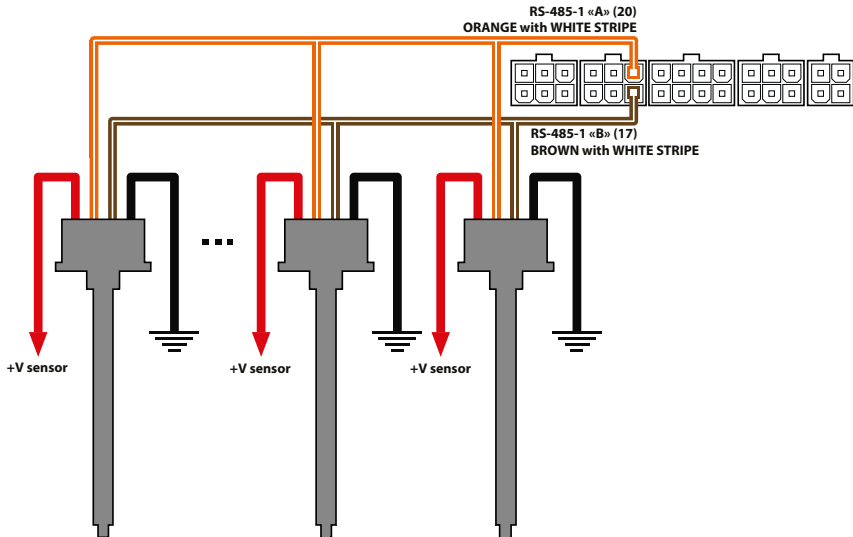 RS-485-1 «A» (20)
ORANGE with WHITE STRIPE
RS-485-1 «B» (17)
BROWN with WHITE STRIPE
+V sensor
+V sensor
+V sensor